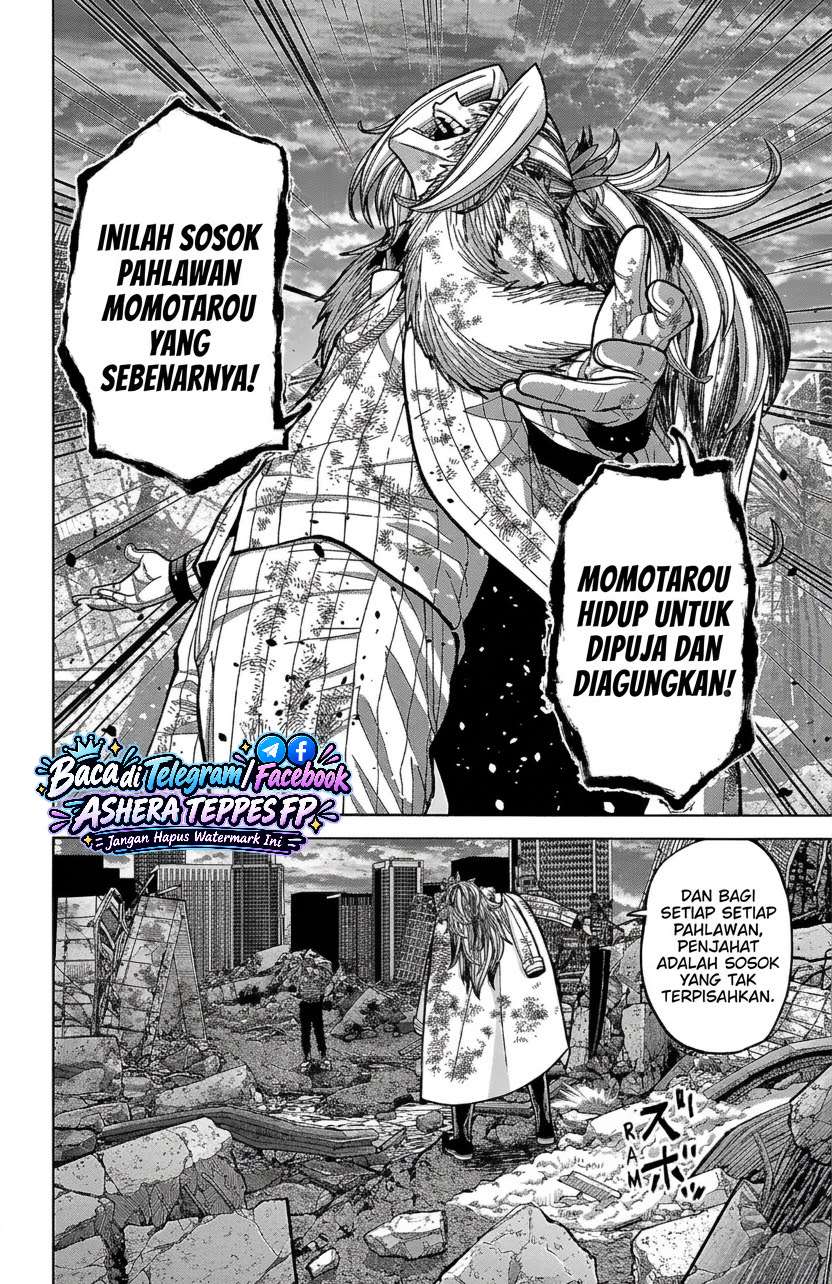 INILAH SOSOK
PAHLAWAN
MOMOTAROU
YANG
SEBENARNYA!
MOMOTAROU
HIDUP UNTUK
DIPUJA DAN
DIAGUNGKAN!
Baca di Telegram/Facebook
ASHERA TEPPES FP
Jangan Hapus Watermark Ini
DAN BAGI
SETIAP SETIAP
PAHLAWAN,
PENJAHAT
ADALAH SOSOK
YANG TAK
TERPISAHKAN.
ズボッ
RAM